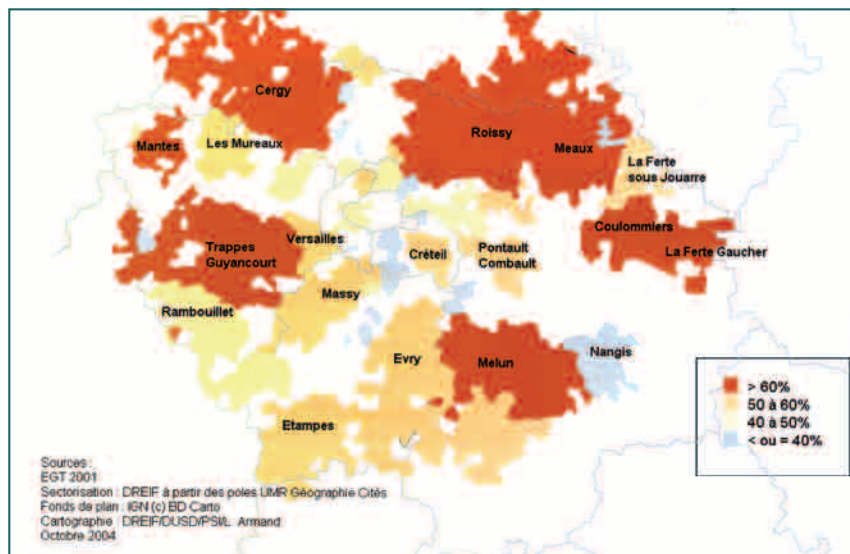 Cergy
Roissy
Mantes
Les Mureaux
Meaux
La Ferte
sous Jouarre
Coulommiers
Trappes
Guyancourt
Versailles
Créteil
Pontault
Combault
La Ferte Gaucher
Massy
Rambouillet
Evry
Melun
Nangis
Etampes
> 60%
50 à 60%
40 à 50%
< ou = 40%
Sources :
EGT 2001
Sectorisation : DREIF à partir des poles UMR Géographie Cités
Fonds de plan : IGN (c) BD Carto
Cartographie : DREIF/DUSD/PSI/L. Armand
Octobre 2004